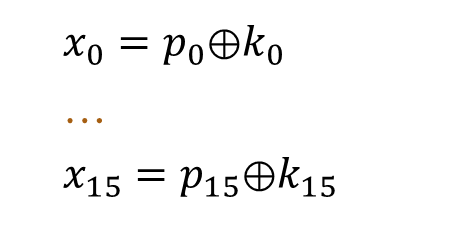 x₀ = p₀⊕k₀
...
x₁₅ = p₁₅⊕k₁₅